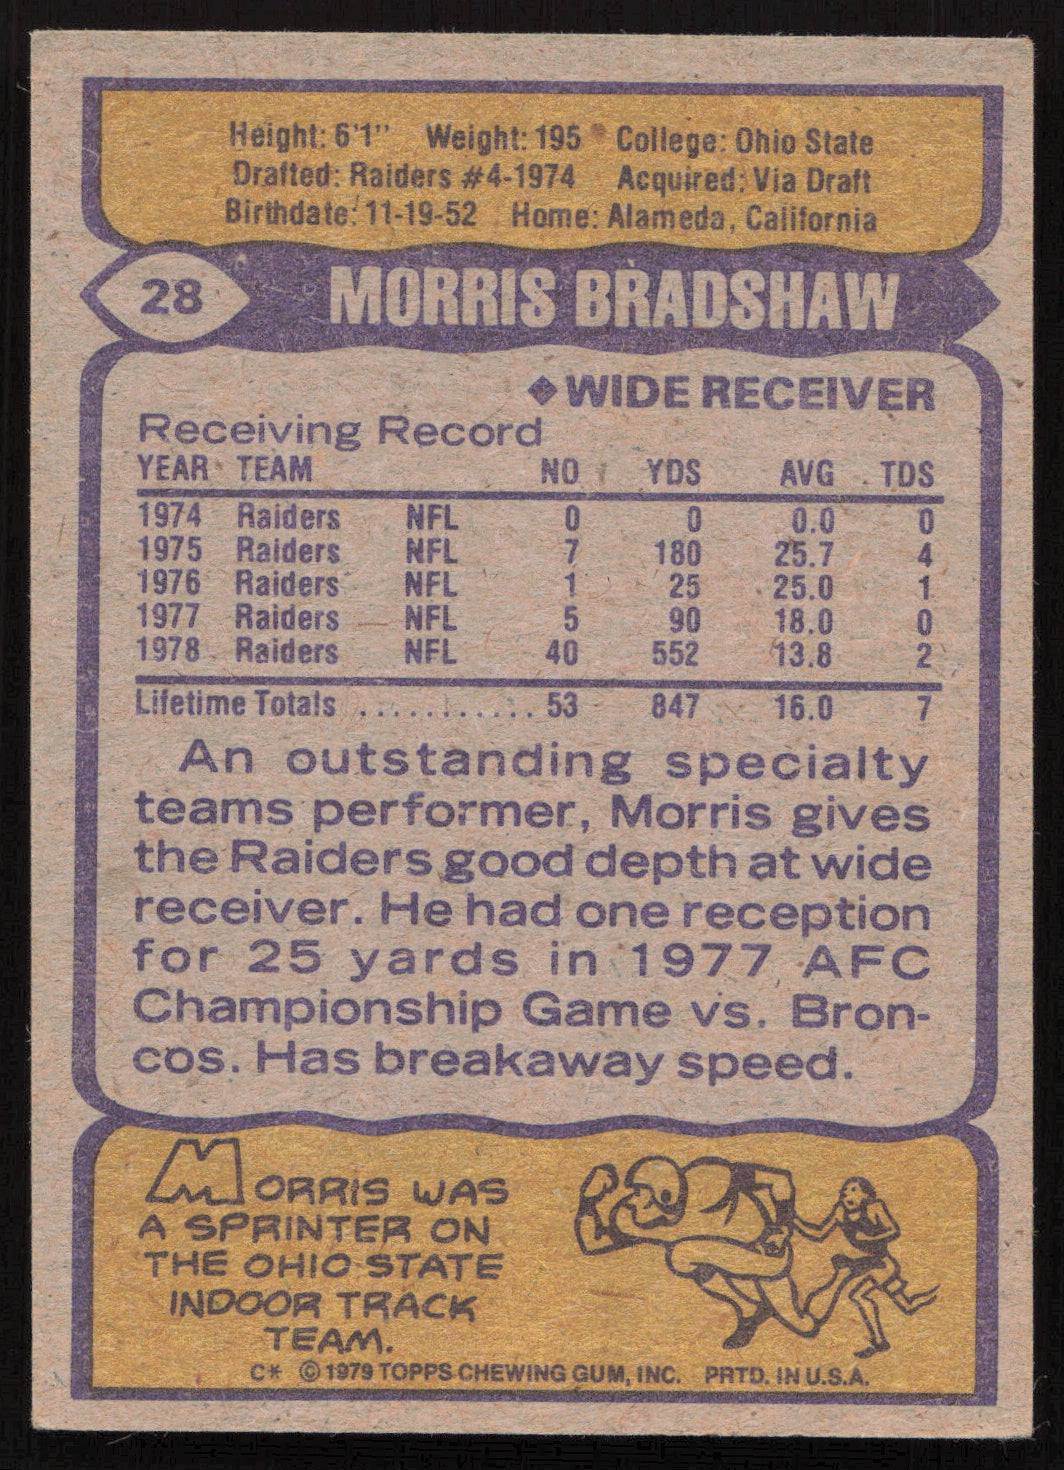 Height: 6'1" Weight: 195 College: Ohio State
Drafted: Raiders #4-1974 Acquired: Via Draft
Birthdate: 11-19-52 Home: Alameda, California
28 MORRIS BRADSHAW
◆ WIDE RECEIVER
Receiving Record
YEAR TEAM NO YDS AVG TDS
1974 Raiders NFL 0 0 0.0 0
1975 Raiders NFL 7 180 25.7 4
1976 Raiders NFL 1 25 25.0 1
1977 Raiders NFL 5 90 18.0 0
1978 Raiders NFL 40 552 13.8 2
Lifetime Totals ............ 53 847 16.0 7
An outstanding specialty
teams performer, Morris gives
the Raiders good depth at wide
receiver. He had one reception
for 25 yards in 1977 AFC
Championship Game vs. Bron-
cos. Has breakaway speed.
MORRIS WAS
A SPRINTER ON
THE OHIO STATE
INDOOR TRACK
TEAM.
C* © 1979 TOPPS CHEWING GUM, INC. PRTD. IN U.S.A.